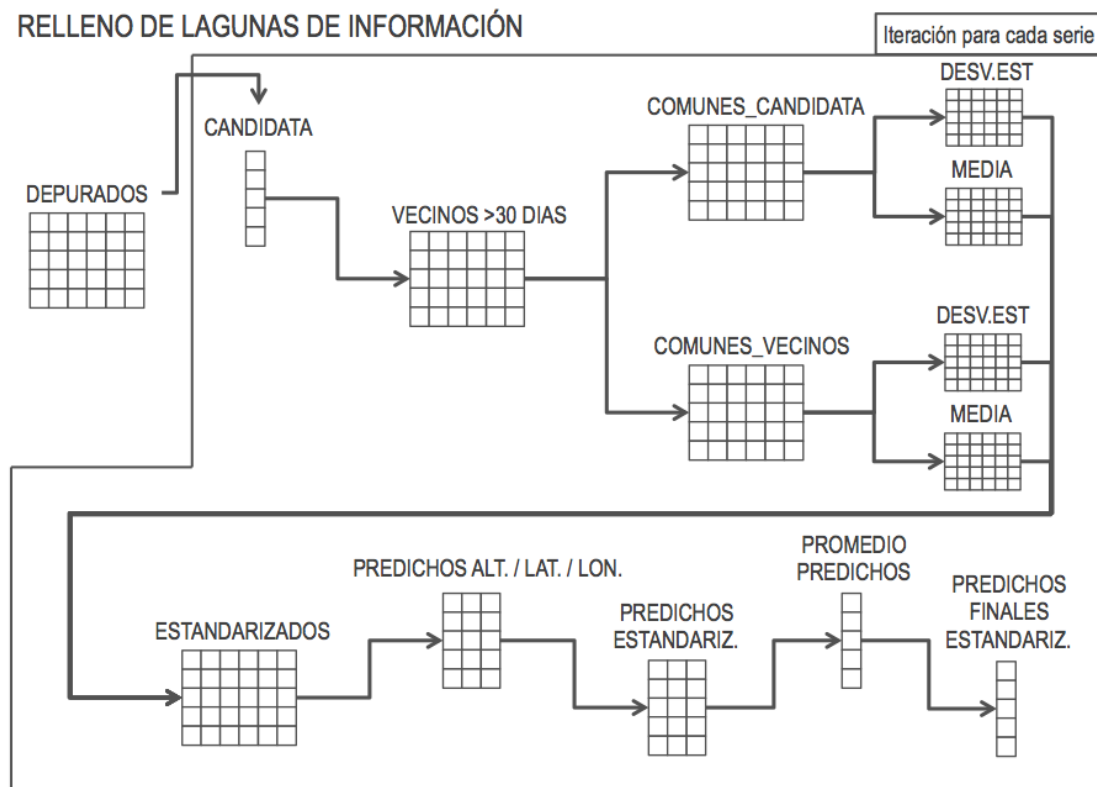 RELLENO DE LAGUNAS DE INFORMACIÓN
Iteración para cada serie
DEPURADOS
CANDIDATA
VECINOS >30 DIAS
COMUNES_CANDIDATA
DESV.EST
MEDIA
COMUNES_VECINOS
DESV.EST
MEDIA
ESTANDARIZADOS
PREDICHOS ALT. / LAT. / LON.
PREDICHOS
ESTANDARIZ.
PROMEDIO
PREDICHOS
PREDICHOS
FINALES
ESTANDARIZ.